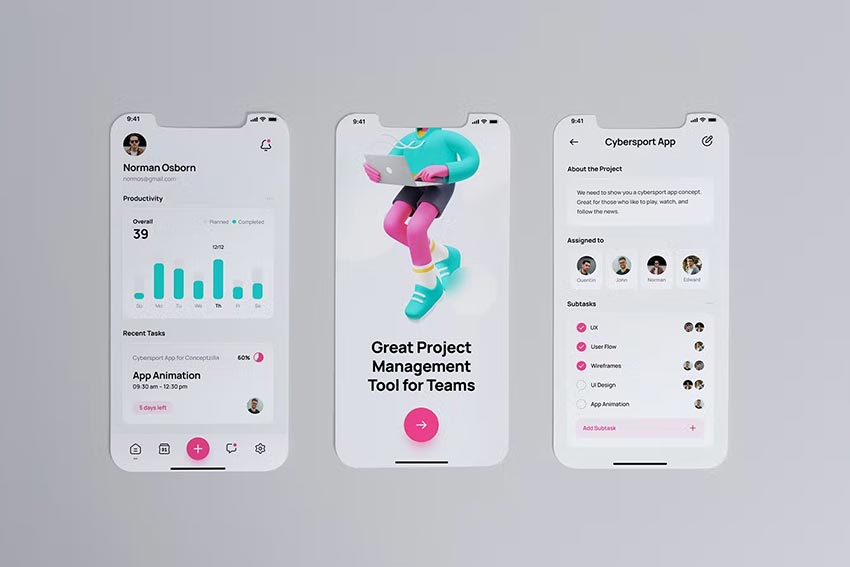 9:41
Norman Osborn
normos@gmail.com
Productivity
Overall
39
Planned
Completed
12/12
Su Mo Tu We Th Fr Sa
Recent Tasks
Cybersport App for Conceptzilla
60%
App Animation
09:30 am – 12:30 pm
5 days left
31
9:41
Great Project
Management
Tool for Teams
9:41
Cybersport App
About the Project
We need to show you a cybersport app concept.
Great for those who like to play, watch, and
follow the news.
Assigned to
Quentin John Norman Edward
Subtasks
UX
User Flow
Wireframes
UI Design
App Animation
Add Subtask